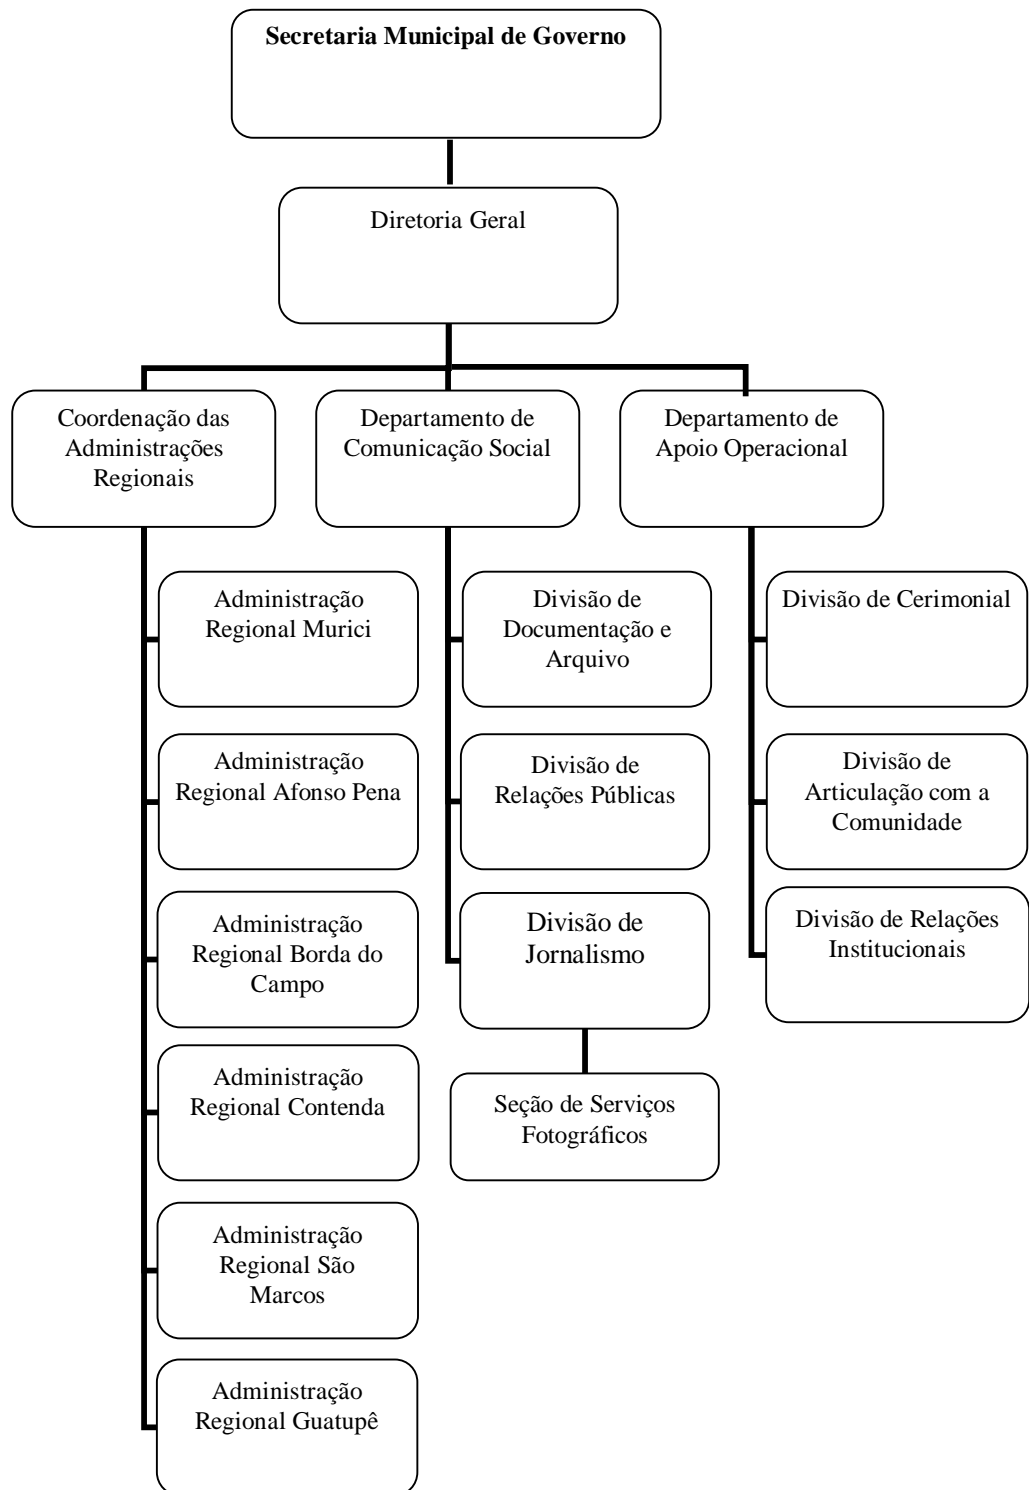 Secretaria Municipal de Governo
Diretoria Geral
Coordenação das
Administrações
Regionais
Departamento de
Comunicação Social
Departamento de
Apoio Operacional
Administração
Regional Murici
Administração
Regional Afonso Pena
Administração
Regional Borda do
Campo
Administração
Regional Contenda
Administração
Regional São
Marcos
Administração
Regional Guatupê
Divisão de
Documentação e
Arquivo
Divisão de
Relações Públicas
Divisão de
Jornalismo
Seção de Serviços
Fotográficos
Divisão de Cerimonial
Divisão de
Articulação com a
Comunidade
Divisão de Relações
Institucionais